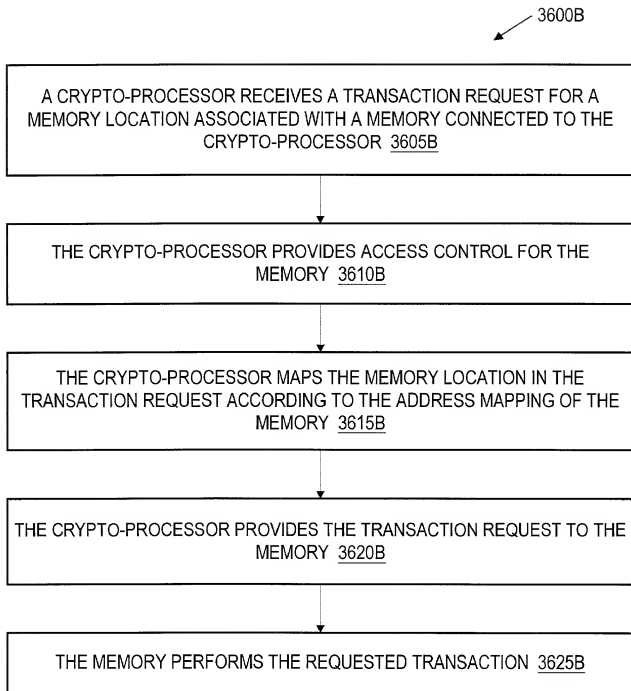 3600B
A CRYPTO-PROCESSOR RECEIVES A TRANSACTION REQUEST FOR A
MEMORY LOCATION ASSOCIATED WITH A MEMORY CONNECTED TO THE
CRYPTO-PROCESSOR 3605B
THE CRYPTO-PROCESSOR PROVIDES ACCESS CONTROL FOR THE
MEMORY 3610B
THE CRYPTO-PROCESSOR MAPS THE MEMORY LOCATION IN THE
TRANSACTION REQUEST ACCORDING TO THE ADDRESS MAPPING OF THE
MEMORY 3615B
THE CRYPTO-PROCESSOR PROVIDES THE TRANSACTION REQUEST TO THE
MEMORY 3620B
THE MEMORY PERFORMS THE REQUESTED TRANSACTION 3625B